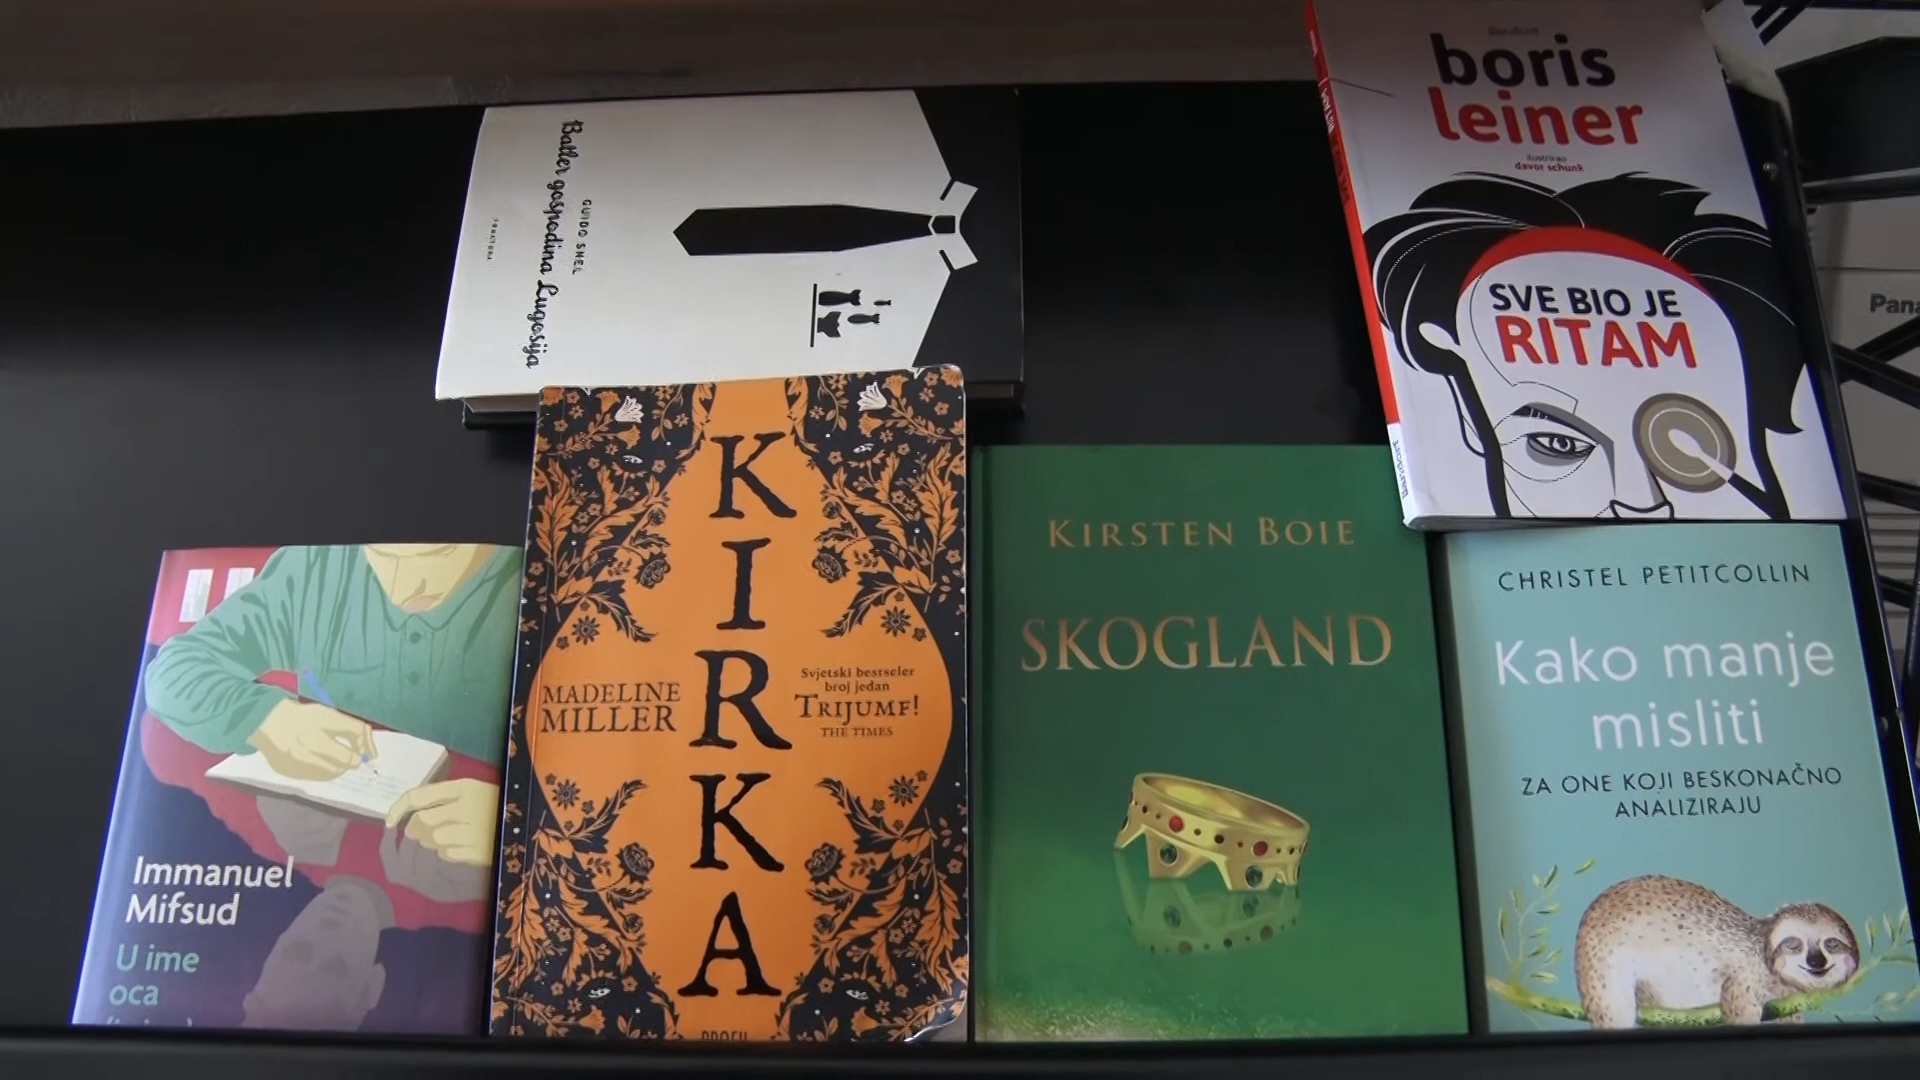 Batler gospodina Lugosija
GUIDO SNEL
FRAKTURA
boris
leiner
ilustrirao
davor schunk
SVE BIO JE
RITAM
Immanuel
Mifsud
U ime
oca
KIRKA
MADELINE
MILLER
Svjetski bestseler
broj jedan
TRIJUMF!
THE TIMES
PROFIL
KIRSTEN BOIE
SKOGLAND
CHRISTEL PETITCOLLIN
Kako manje
misliti
ZA ONE KOJI BESKONAČNO
ANALIZIRAJU